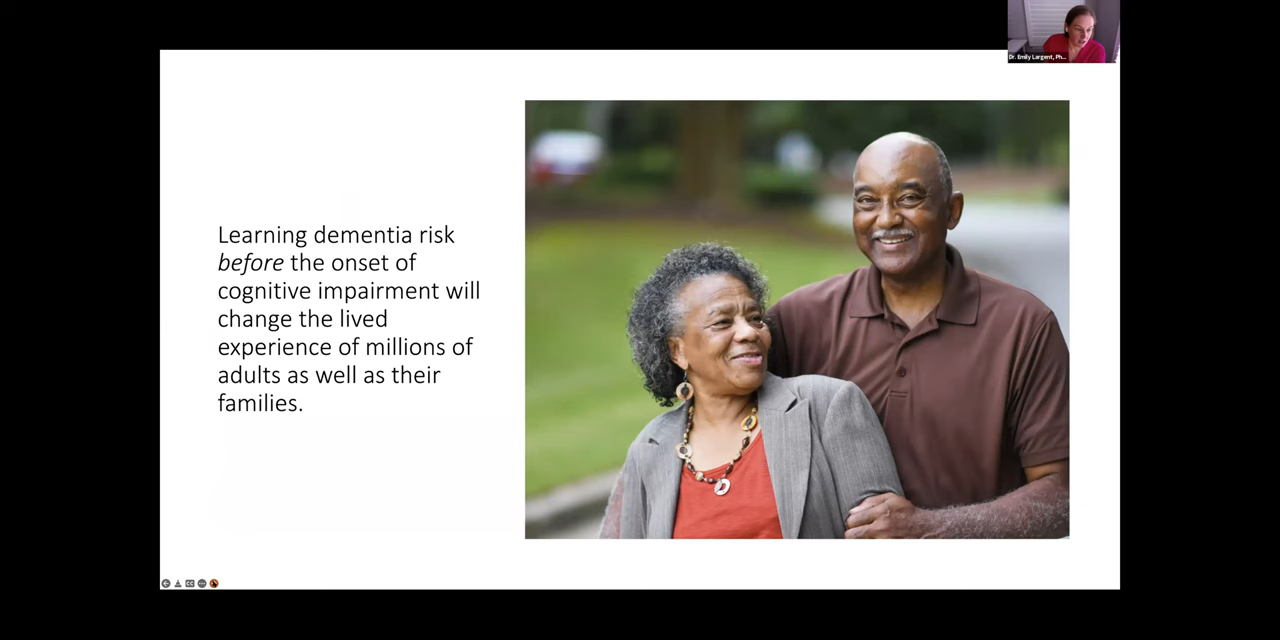 Dr. Emily Largent, Ph...
Learning dementia risk
before the onset of
cognitive impairment will
change the lived
experience of millions of
adults as well as their
families.